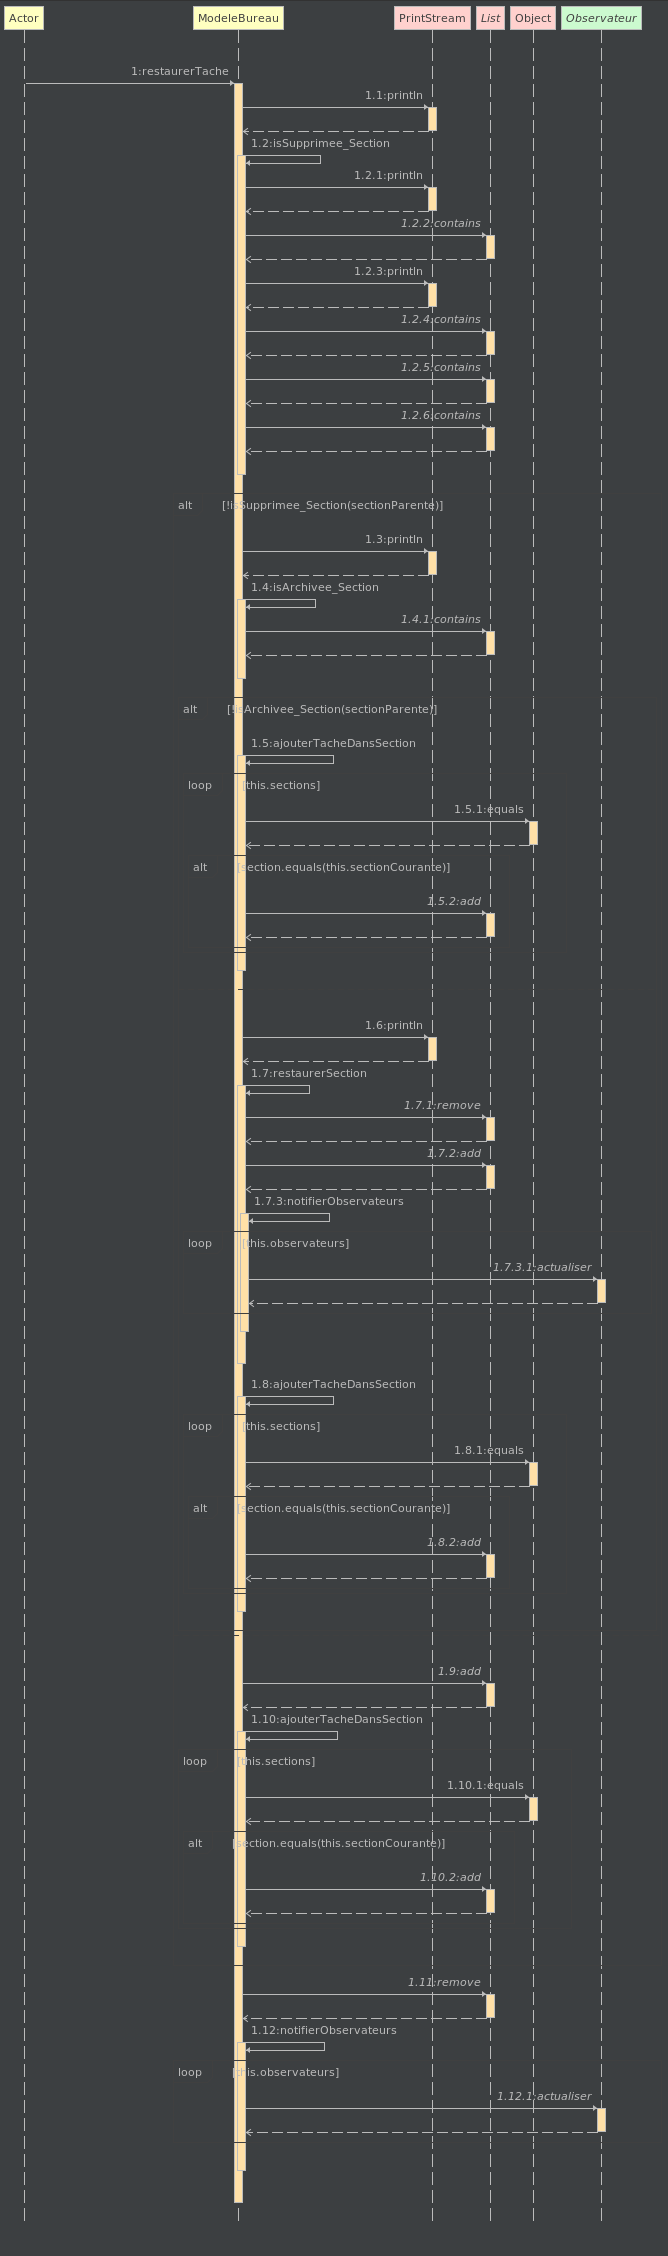 Actor ModeleBureau PrintStream List Object Observateur
1:restaurerTache
1.1:println
1.2:isSupprimee_Section
1.2.1:println
1.2.2:contains
1.2.3:println
1.2.4:contains
1.2.5:contains
1.2.6:contains
alt [!isSupprimee_Section(sectionParente)]
1.3:println
1.4:isArchivee_Section
1.4.1:contains
alt [!isArchivee_Section(sectionParente)]
1.5:ajouterTacheDansSection
loop [this.sections]
1.5.1:equals
alt [section.equals(this.sectionCourante)]
1.5.2:add
1.6:println
1.7:restaurerSection
1.7.1:remove
1.7.2:add
1.7.3:notifierObservateurs
loop [this.observateurs]
1.7.3.1:actualiser
1.8:ajouterTacheDansSection
loop [this.sections]
1.8.1:equals
alt [section.equals(this.sectionCourante)]
1.8.2:add
1.9:add
1.10:ajouterTacheDansSection
loop [this.sections]
1.10.1:equals
alt [section.equals(this.sectionCourante)]
1.10.2:add
1.11:remove
1.12:notifierObservateurs
loop [this.observateurs]
1.12.1:actualiser